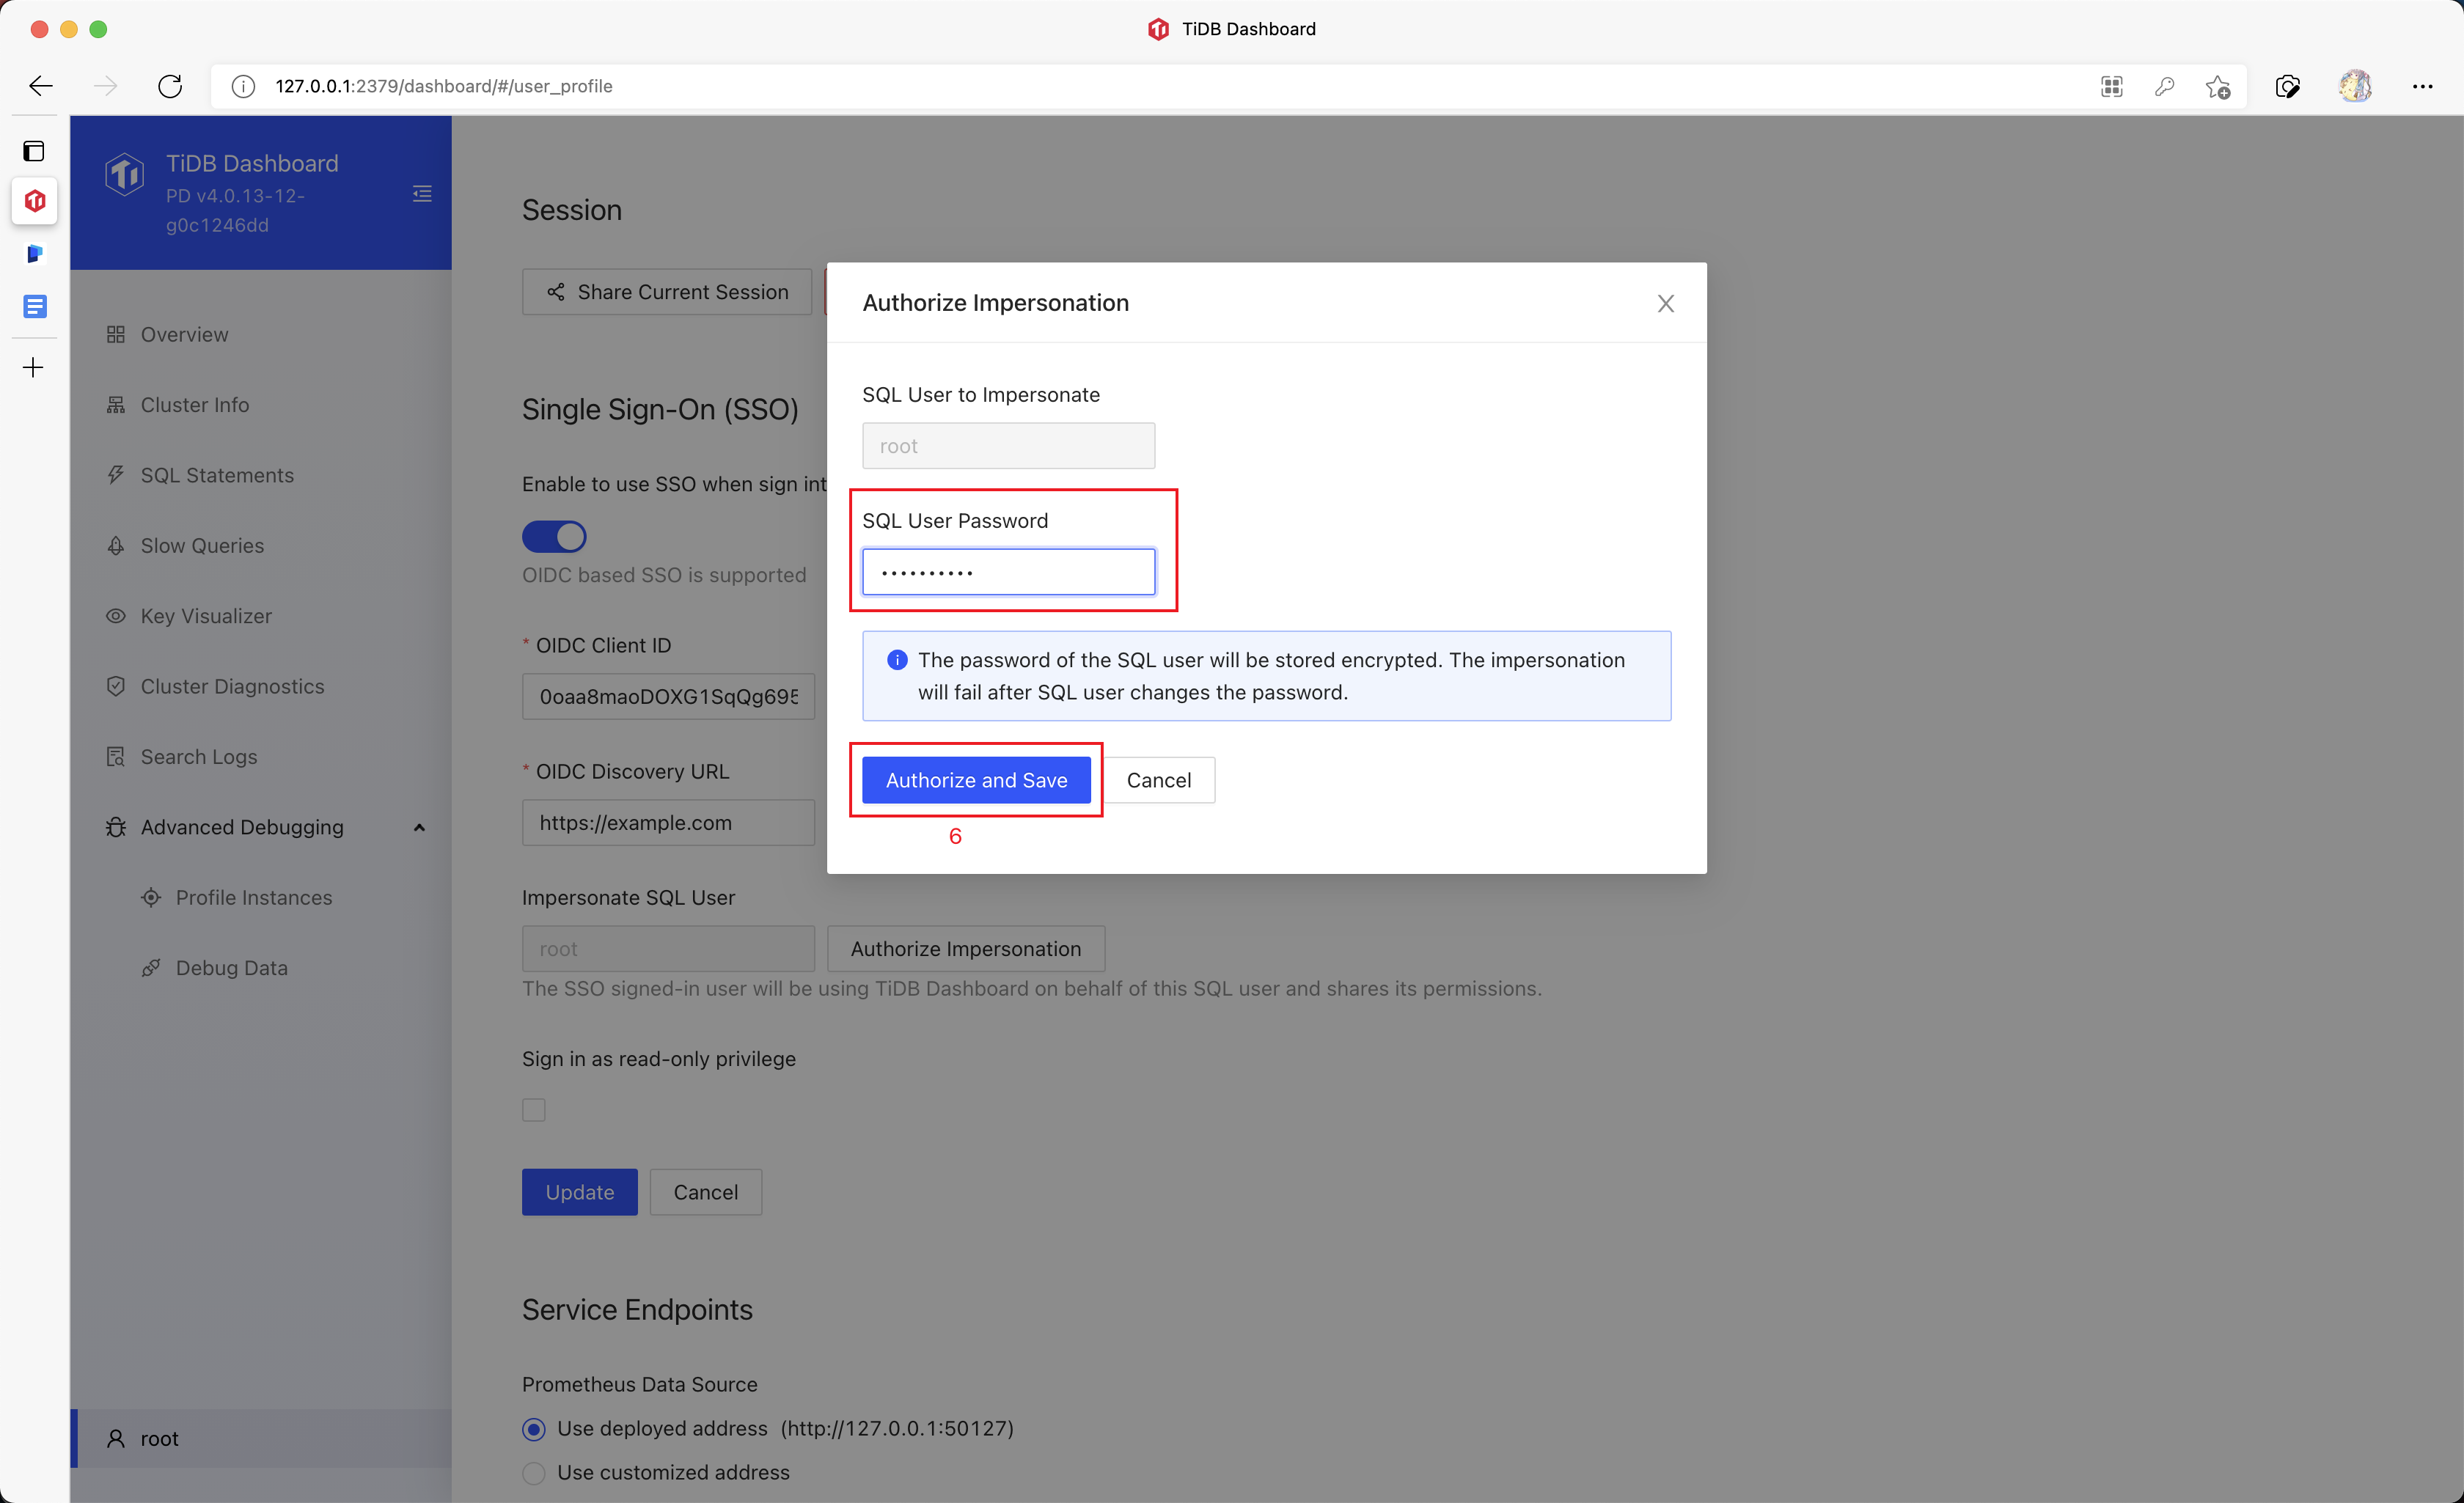 TiDB Dashboard
127.0.0.1:2379/dashboard/#/user_profile
TiDB Dashboard
PD v4.0.13-12-
g0c1246dd
Overview
Cluster Info
SQL Statements
Slow Queries
Key Visualizer
Cluster Diagnostics
Search Logs
Advanced Debugging
Profile Instances
Debug Data
root
Session
Share Current Session
Single Sign-On (SSO)
Enable to use SSO when sign int
OIDC based SSO is supported
* OIDC Client ID
0oaa8maoDOXG1SqQg695
* OIDC Discovery URL
https://example.com
Impersonate SQL User
root
Authorize Impersonation
The SSO signed-in user will be using TiDB Dashboard on behalf of this SQL user and shares its permissions.
Sign in as read-only privilege
Update
Cancel
Service Endpoints
Prometheus Data Source
Use deployed address (http://127.0.0.1:50127)
Use customized address
Authorize Impersonation
SQL User to Impersonate
root
SQL User Password
••••••••••
The password of the SQL user will be stored encrypted. The impersonation
will fail after SQL user changes the password.
Authorize and Save
Cancel
6